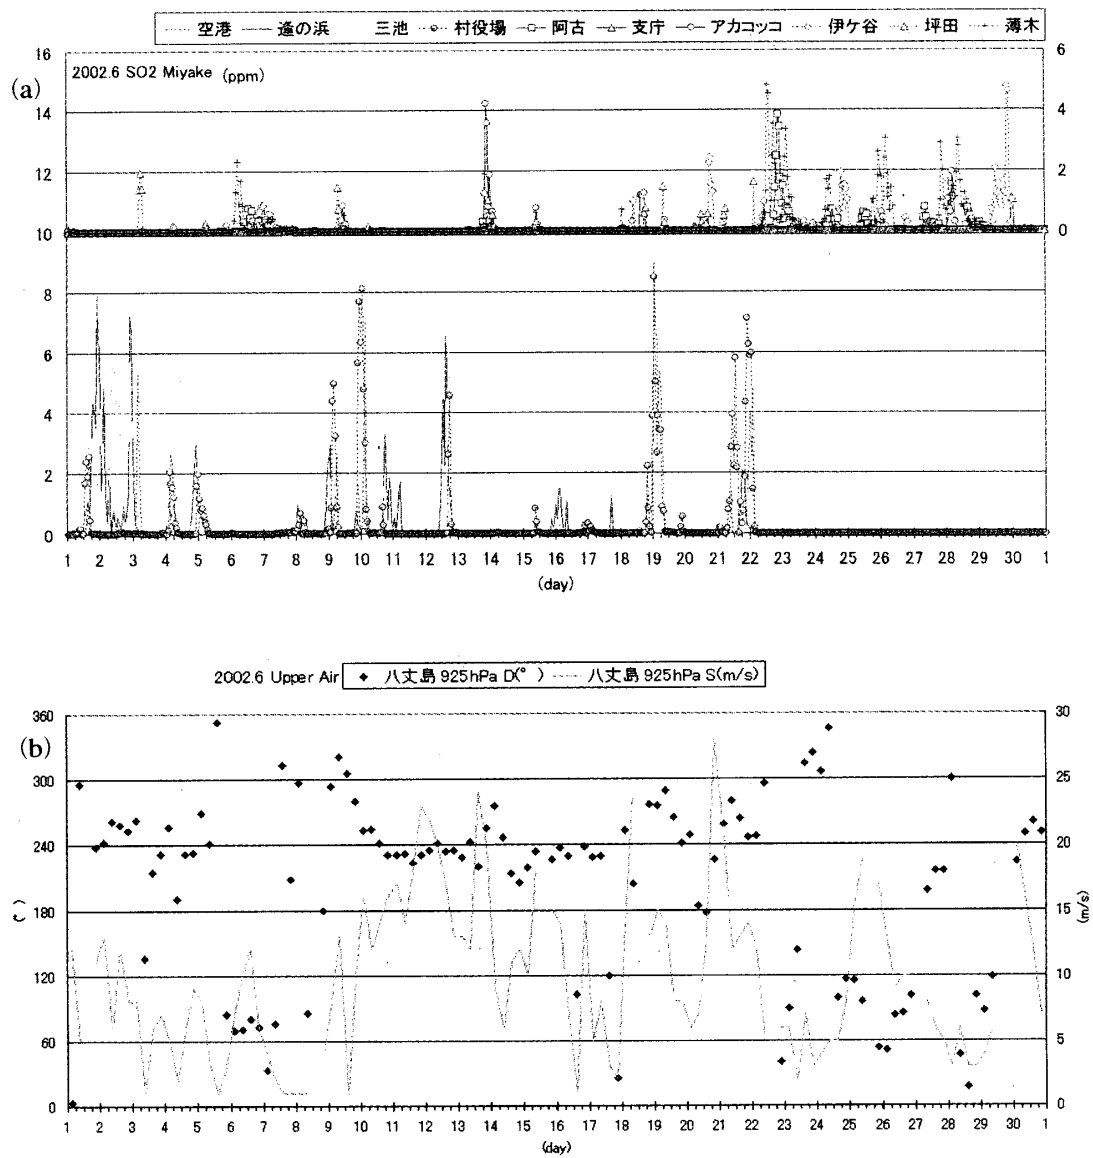 空港 逢の浜 三池 村役場 阿古 支庁 アカコッコ 伊ケ谷 坪田 薄木
(a)
2002.6 SO2 Miyake (ppm)
16
14
12
10
8
6
4
2
0
6
4
2
0
1 2 3 4 5 6 7 8 9 10 11 12 13 14 15 16 17 18 19 20 21 22 23 24 25 26 27 28 29 30 1
(day)
2002.6 Upper Air
八丈島 925hPa D(°) 八丈島 925hPa S(m/s)
(b)
360
300
240
180
120
60
0
(°)
30
25
20
15
10
5
0
(m/s)
1 2 3 4 5 6 7 8 9 10 11 12 13 14 15 16 17 18 19 20 21 22 23 24 25 26 27 28 29 30 1
(day)